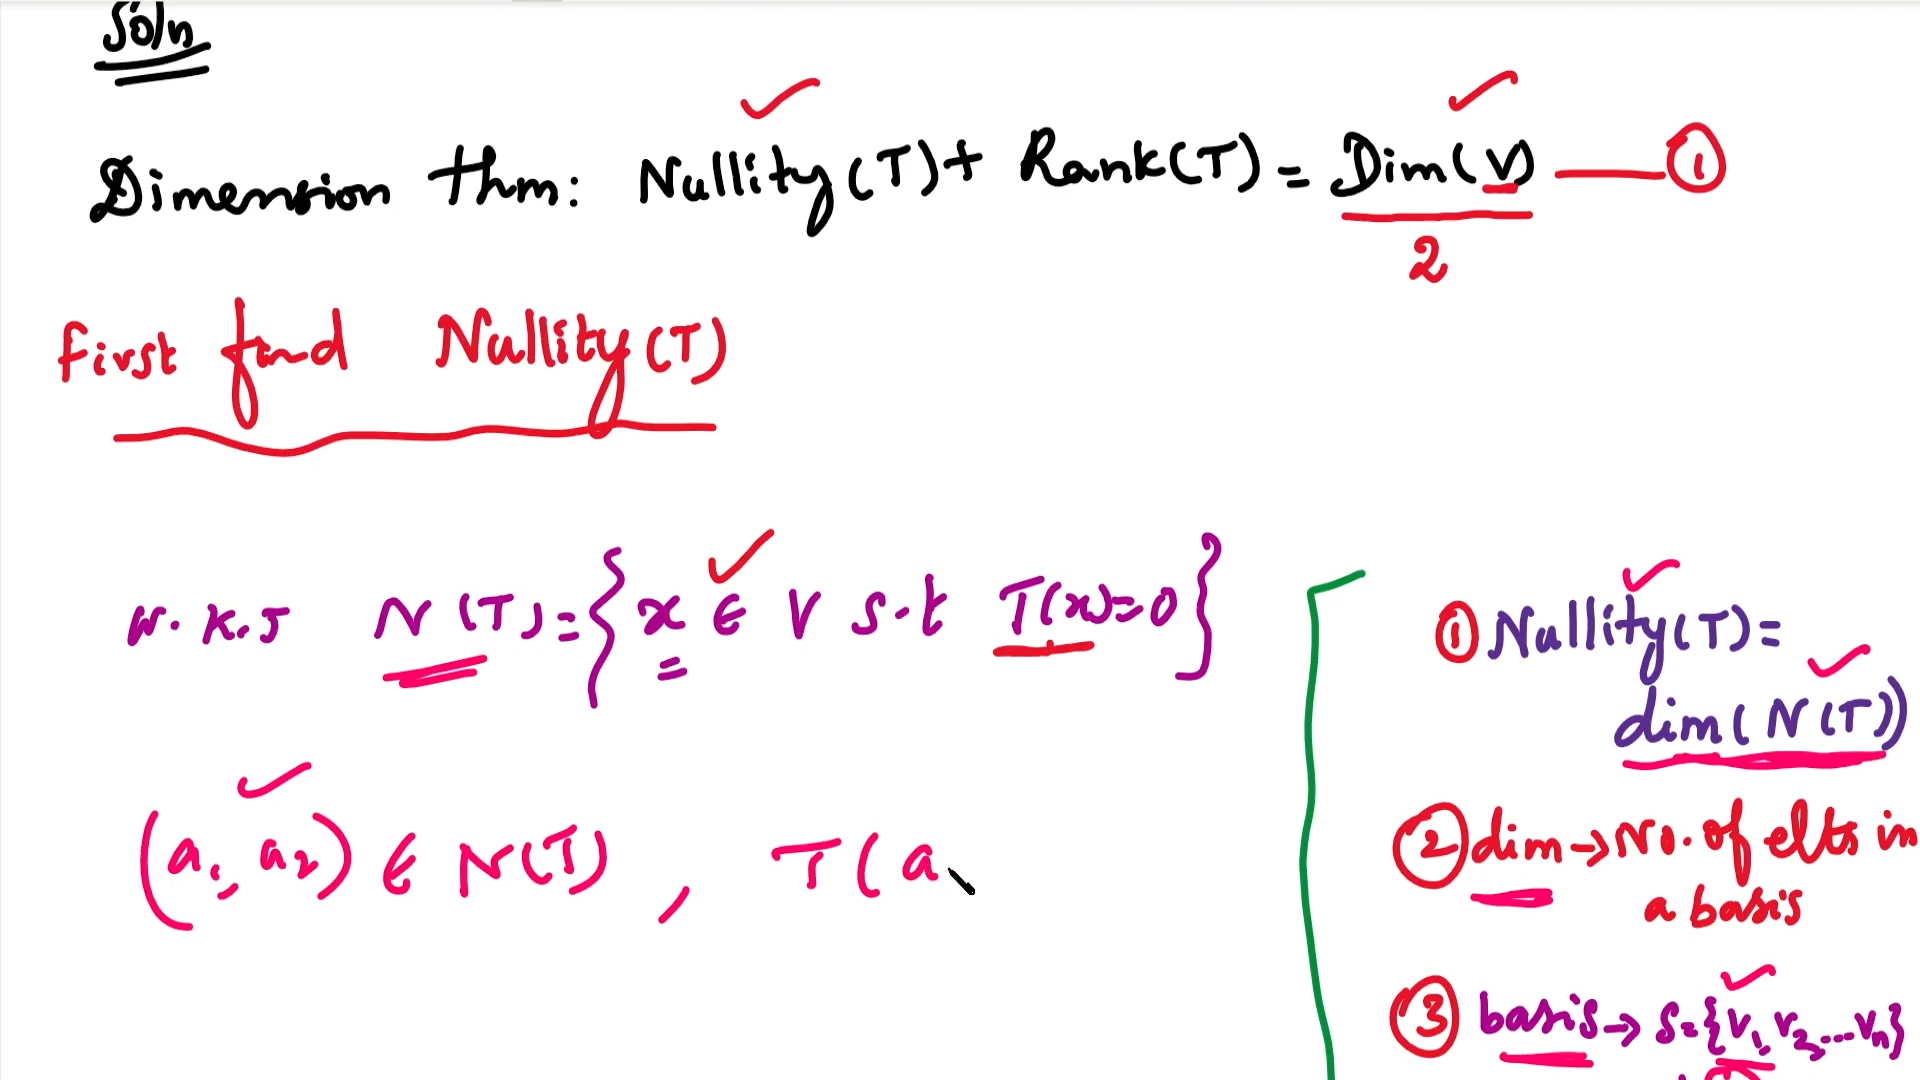 Soln
Dimension thm: Nullity(T)+ Rank(T) = Dim(V) —— ①
2
First find Nullity(T)
W.K.T N(T)={x ∈ V s.t T(x)=0}
(a1, a2) ∈ N(T) , T(a
① Nullity(T)=
dim(N(T))
② dim → No. of elts in
a basis
③ basis → S={v1, v2,...vn}